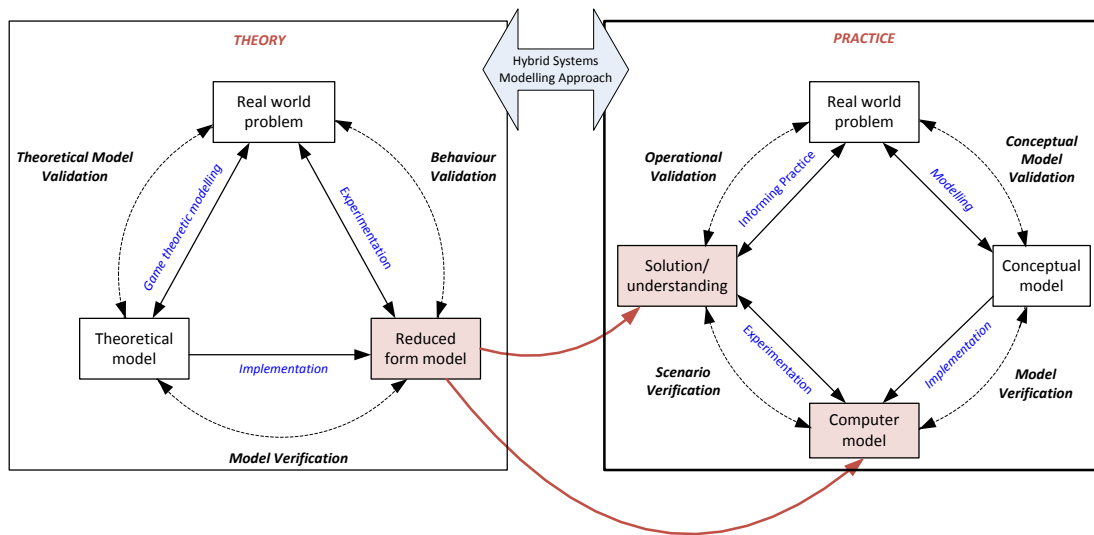 THEORY
Real world
problem
Theoretical Model
Validation
Behaviour
Validation
Game theoretic modelling
Experimentation
Theoretical
model
Reduced
form model
Implementation
Model Verification
Hybrid Systems
Modelling Approach
PRACTICE
Real world
problem
Operational
Validation
Conceptual
Model
Validation
Informing Practice
Modelling
Solution/
understanding
Conceptual
model
Experimentation
Implementation
Scenario
Verification
Model
Verification
Computer
model